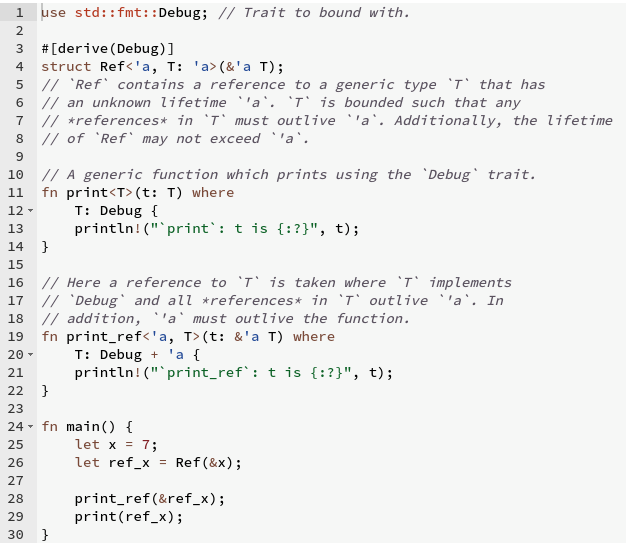 1 use std::fmt::Debug; // Trait to bound with.
2
3 #[derive(Debug)]
4 struct Ref<'a, T: 'a>(&'a T);
5 // `Ref` contains a reference to a generic type `T` that has
6 // an unknown lifetime `'a`. `T` is bounded such that any
7 // *references* in `T` must outlive `'a`. Additionally, the lifetime
8 // of `Ref` may not exceed `'a`.
9
10 // A generic function which prints using the `Debug` trait.
11 fn print<T>(t: T) where
12     T: Debug {
13     println!("`print`: t is {:?}", t);
14 }
15
16 // Here a reference to `T` is taken where `T` implements
17 // `Debug` and all *references* in `T` outlive `'a`. In
18 // addition, `'a` must outlive the function.
19 fn print_ref<'a, T>(t: &'a T) where
20     T: Debug + 'a {
21     println!("`print_ref`: t is {:?}", t);
22 }
23
24 fn main() {
25     let x = 7;
26     let ref_x = Ref(&x);
27
28     print_ref(&ref_x);
29     print(ref_x);
30 }